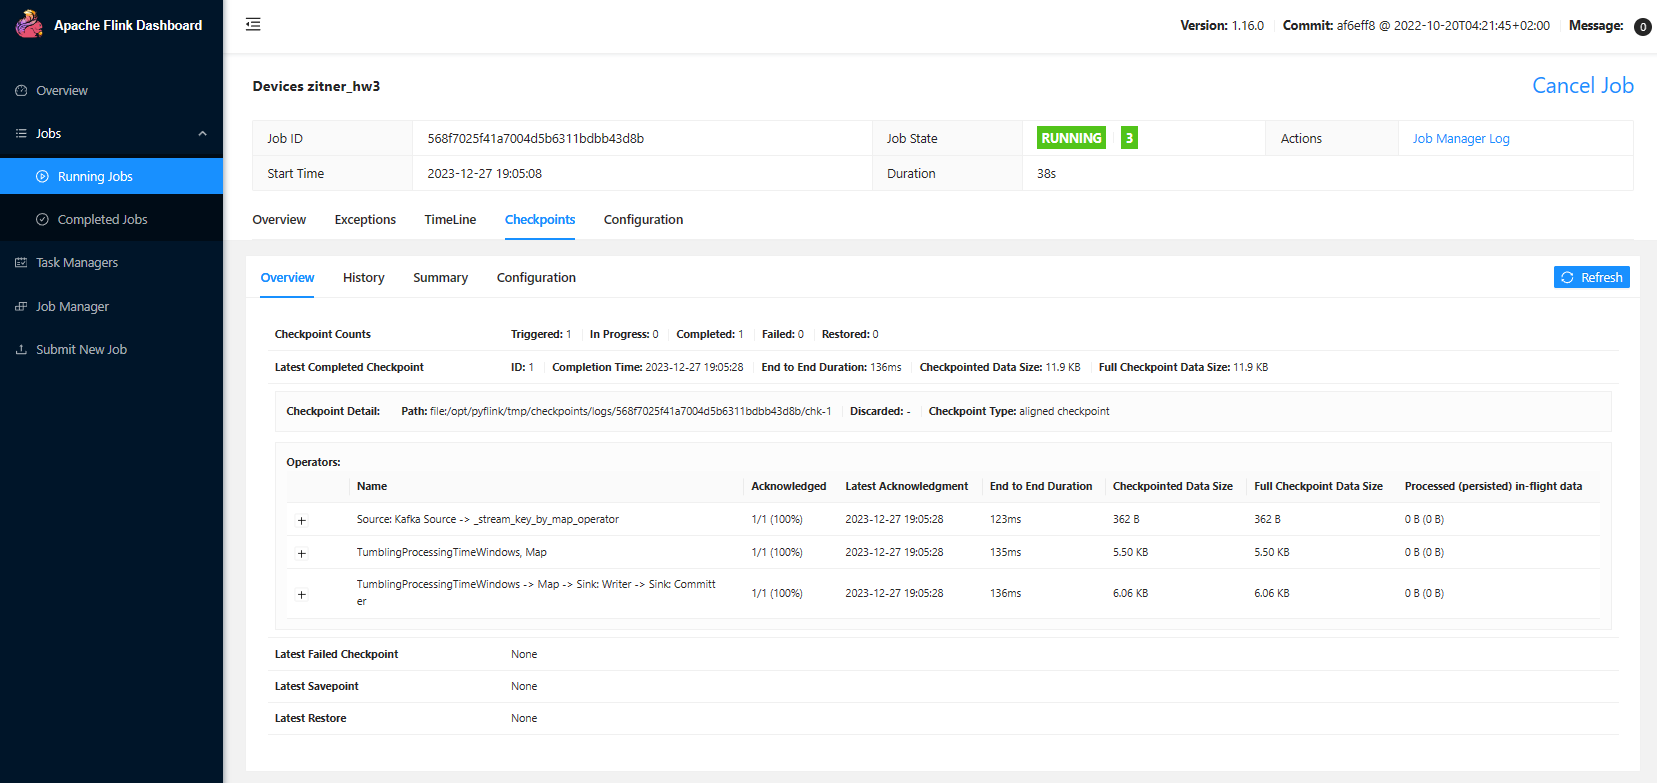 Apache Flink Dashboard
Version: 1.16.0 Commit: af6eff8 @ 2022-10-20T04:21:45+02:00 Message: 0
Overview
Jobs
Running Jobs
Completed Jobs
Task Managers
Job Manager
Submit New Job
Devices zitner_hw3
Cancel Job
Job ID 568f7025f41a7004d5b6311bdbb43d8b Job State RUNNING 3 Actions Job Manager Log
Start Time 2023-12-27 19:05:08 Duration 38s
Overview Exceptions TimeLine Checkpoints Configuration
Overview History Summary Configuration Refresh
Checkpoint Counts Triggered: 1 In Progress: 0 Completed: 1 Failed: 0 Restored: 0
Latest Completed Checkpoint ID: 1 Completion Time: 2023-12-27 19:05:28 End to End Duration: 136ms Checkpointed Data Size: 11.9 KB Full Checkpoint Data Size: 11.9 KB
Checkpoint Detail: Path: file:/opt/pyflink/tmp/checkpoints/logs/568f7025f41a7004d5b6311bdbb43d8b/chk-1 Discarded: - Checkpoint Type: aligned checkpoint
Operators:
Name Acknowledged Latest Acknowledgment End to End Duration Checkpointed Data Size Full Checkpoint Data Size Processed (persisted) in-flight data
+ Source: Kafka Source -> _stream_key_by_map_operator 1/1 (100%) 2023-12-27 19:05:28 123ms 362 B 362 B 0 B (0 B)
+ TumblingProcessingTimeWindows, Map 1/1 (100%) 2023-12-27 19:05:28 135ms 5.50 KB 5.50 KB 0 B (0 B)
+ TumblingProcessingTimeWindows -> Map -> Sink: Writer -> Sink: Committ
er 1/1 (100%) 2023-12-27 19:05:28 136ms 6.06 KB 6.06 KB 0 B (0 B)
Latest Failed Checkpoint None
Latest Savepoint None
Latest Restore None